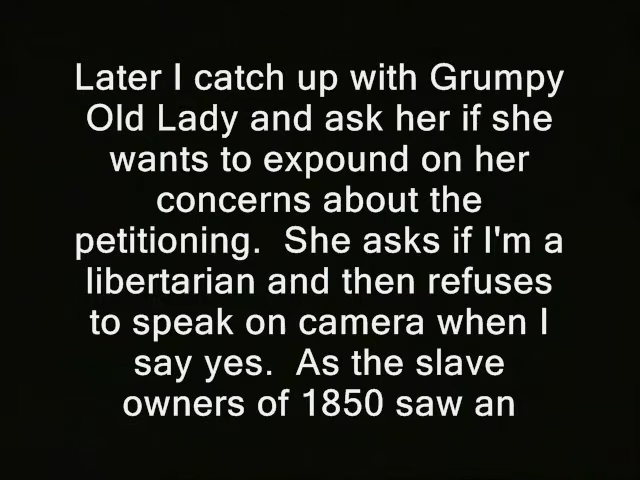 Later I catch up with Grumpy
Old Lady and ask her if she
wants to expound on her
concerns about the
petitioning.  She asks if I'm a
libertarian and then refuses
to speak on camera when I
say yes.  As the slave
owners of 1850 saw an